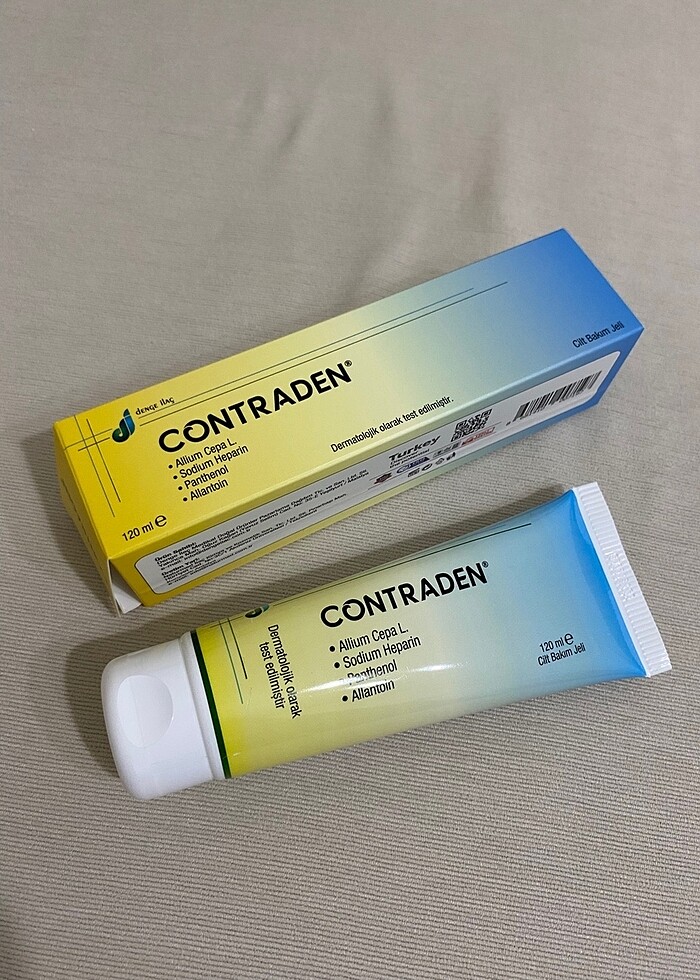 denge ilaç
CONTRADEN®
• Allium Cepa L.
• Sodium Heparin
• Panthenol
• Allantoin
120 ml e
Dermatolojik olarak test edilmiştir.
Cilt Bakım Jeli
Turkey
CONTRADEN®
• Allium Cepa L.
• Sodium Heparin
• Panthenol
• Allantoin
Dermatolojik olarak
test edilmiştir
120 ml e
Cilt Bakım Jeli